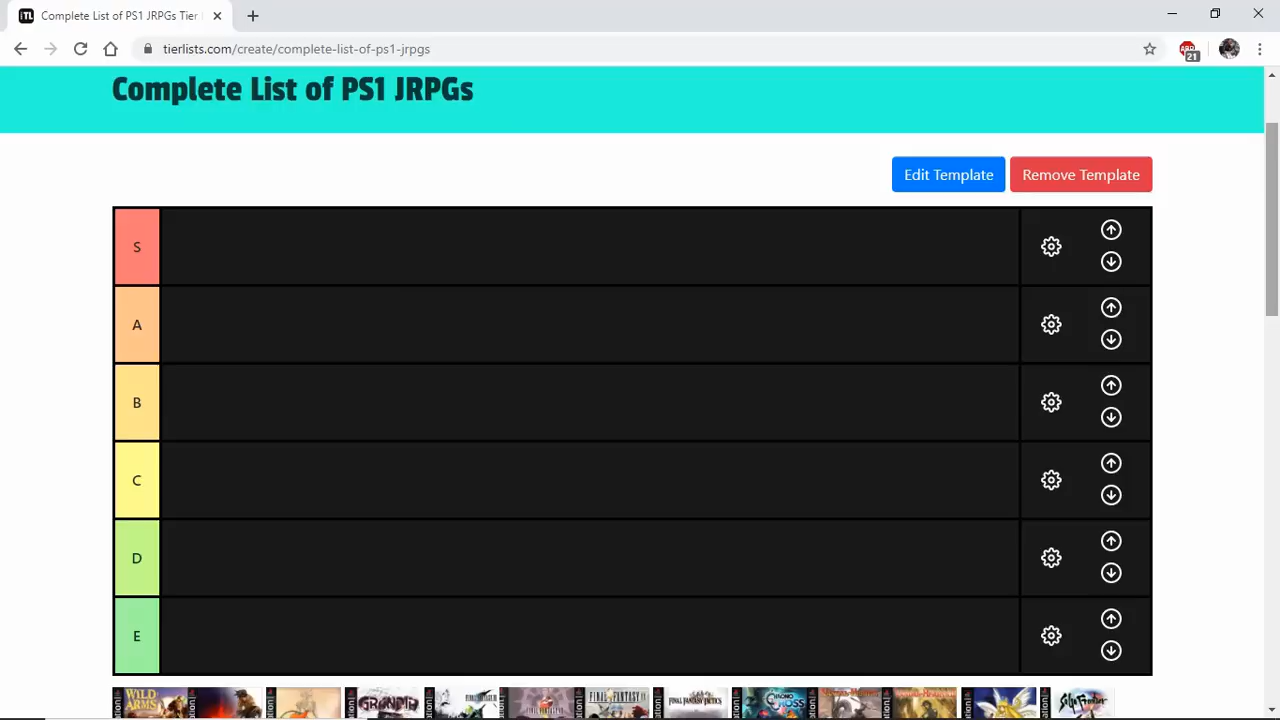 Complete List of PS1 JRPGs Tier
tierlists.com/create/complete-list-of-ps1-jrpgs
21
Complete List of PS1 JRPGs
Edit Template
Remove Template
S
A
B
C
D
E
WILD ARMS
GRANDIA
FINAL FANTASY
FINAL FANTASY TACTICS
CHRONO CROSS
SaGa Frontier